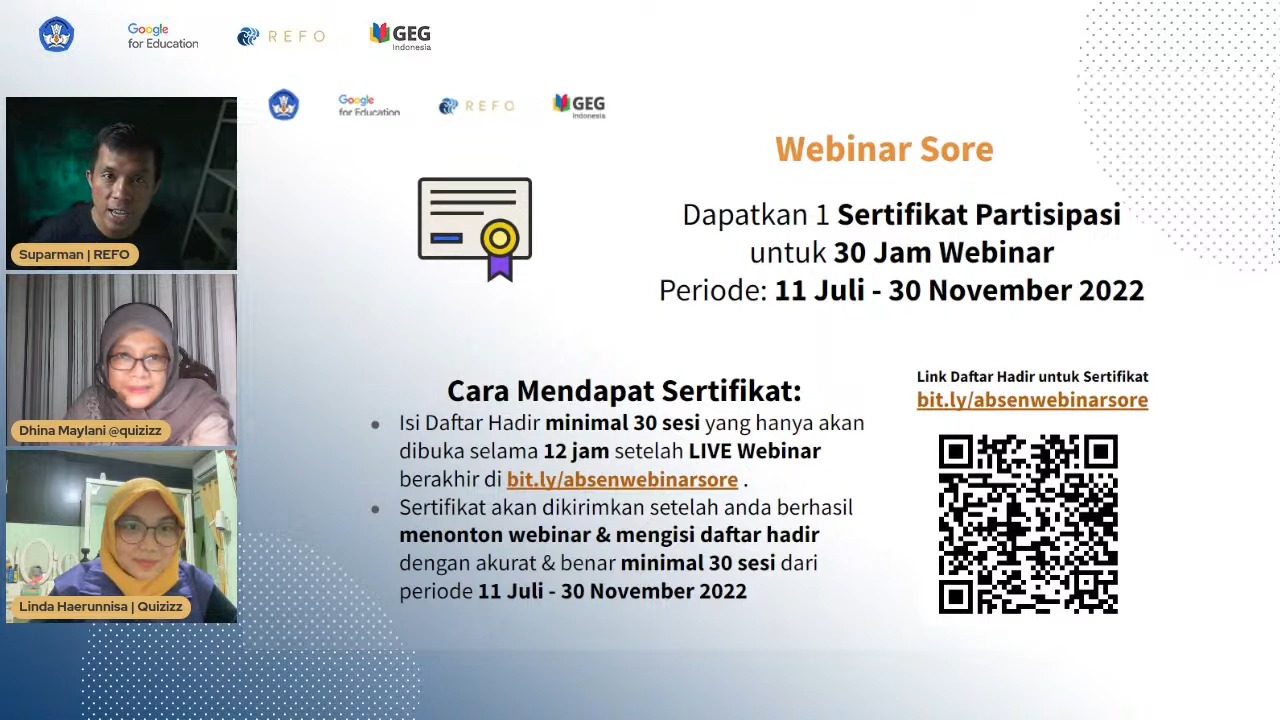 Google
for Education
REFO
GEG
Indonesia
Google
for Education
REFO
GEG
Indonesia
Webinar Sore
Dapatkan 1 Sertifikat Partisipasi
untuk 30 Jam Webinar
Periode: 11 Juli - 30 November 2022
Suparman | REFO
Dhina Maylani @quizizz
Linda Haerunnisa | Quizizz
Cara Mendapat Sertifikat:
• Isi Daftar Hadir minimal 30 sesi yang hanya akan
dibuka selama 12 jam setelah LIVE Webinar
berakhir di bit.ly/absenwebinarsore .
• Sertifikat akan dikirimkan setelah anda berhasil
menonton webinar & mengisi daftar hadir
dengan akurat & benar minimal 30 sesi dari
periode 11 Juli - 30 November 2022
Link Daftar Hadir untuk Sertifikat
bit.ly/absenwebinarsore